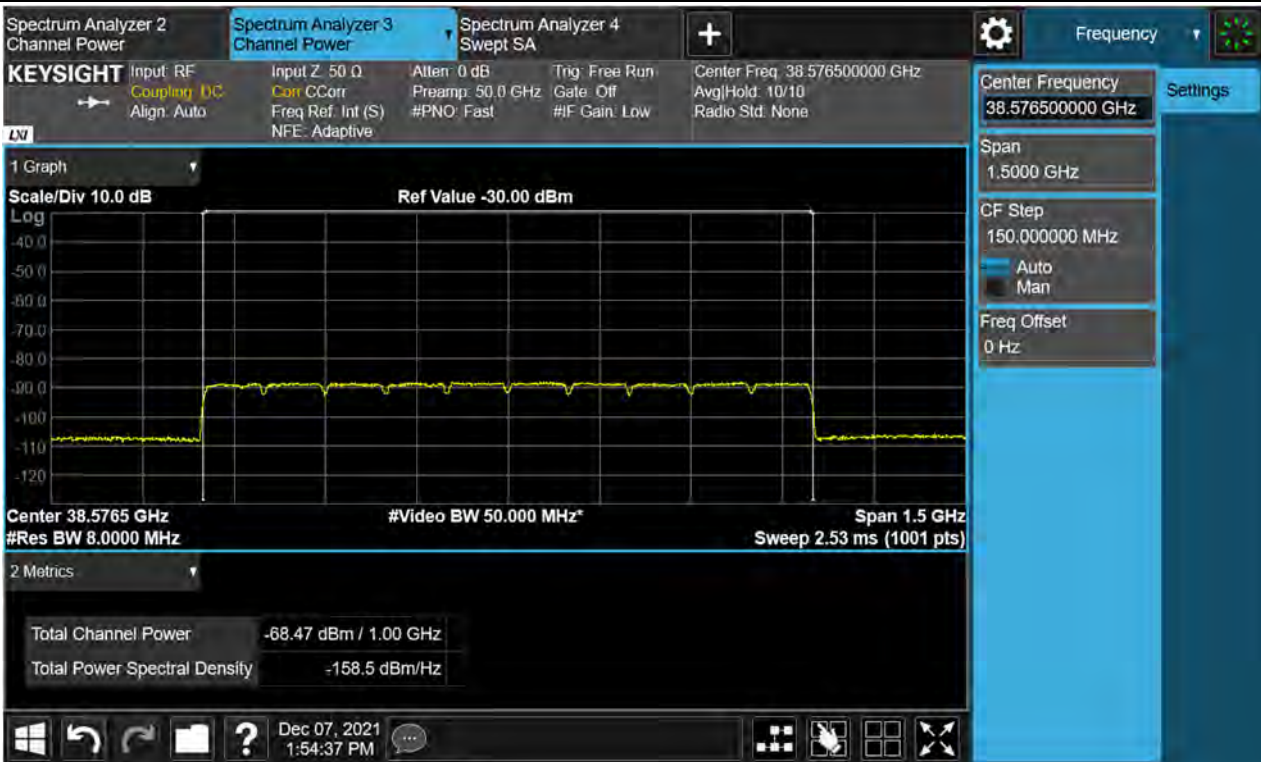 Spectrum Analyzer 2
Channel Power
Spectrum Analyzer 3
Channel Power
Spectrum Analyzer 4
Swept SA
+
Frequency
KEYSIGHT
LXI
Input: RF
Coupling: DC
Align: Auto
Input Z: 50 Ω
Corr CCorr
Freq Ref: Int (S)
NFE: Adaptive
Atten: 0 dB
Preamp: 50.0 GHz
#PNO: Fast
Trig: Free Run
Gate: Off
#IF Gain: Low
Center Freq: 38.576500000 GHz
Avg|Hold: 10/10
Radio Std: None
Center Frequency
38.576500000 GHz
Settings
Span
1.5000 GHz
CF Step
150.000000 MHz
Auto
Man
Freq Offset
0 Hz
1 Graph
Scale/Div 10.0 dB
Ref Value -30.00 dBm
Log
-40.0
-50.0
-60.0
-70.0
-80.0
-90.0
-100
-110
-120
Center 38.5765 GHz
#Video BW 50.000 MHz*
Span 1.5 GHz
#Res BW 8.0000 MHz
Sweep 2.53 ms (1001 pts)
2 Metrics
Total Channel Power -68.47 dBm / 1.00 GHz
Total Power Spectral Density -158.5 dBm/Hz
?
Dec 07, 2021
1:54:37 PM